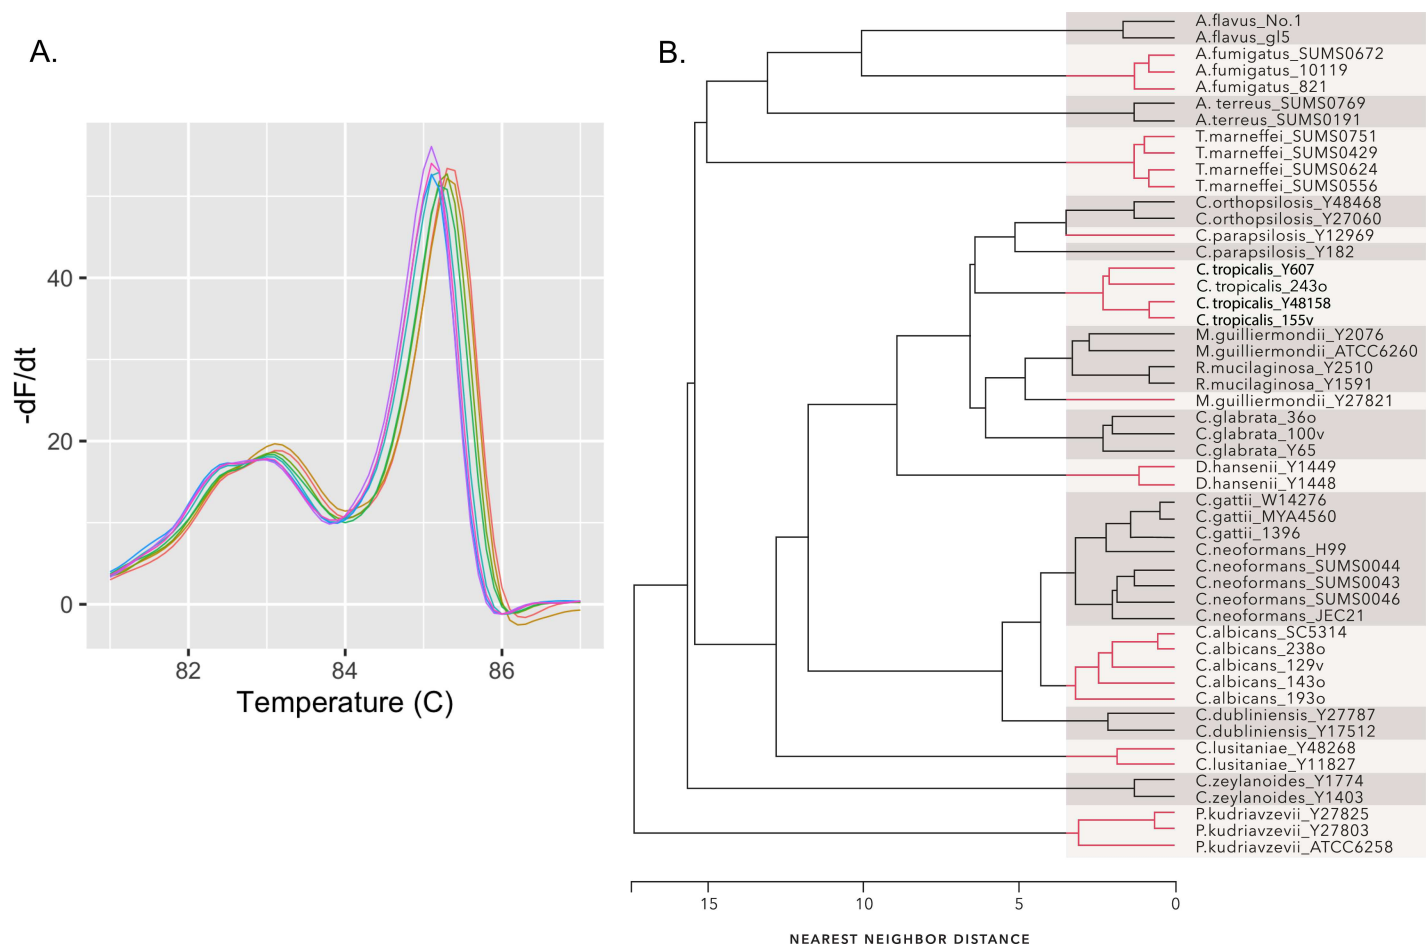 A.
B.
-dF/dt
40
20
0
82
84
86
Temperature (C)
A.flavus_No.1
A.flavus_gl5
A.fumigatus_SUMS0672
A.fumigatus_10119
A.fumigatus_821
A. terreus_SUMS0769
A.terreus_SUMS0191
T.marneffei_SUMS0751
T.marneffei_SUMS0429
T.marneffei_SUMS0624
T.marneffei_SUMS0556
C.orthopsilosis_Y48468
C.orthopsilosis_Y27060
C.parapsilosis_Y12969
C.parapsilosis_Y182
C. tropicalis_Y607
C. tropicalis_243o
C. tropicalis_Y48158
C. tropicalis_155v
M.guilliermondii_Y2076
M.guilliermondii_ATCC6260
R.mucilaginosa_Y2510
R.mucilaginosa_Y1591
M.guilliermondii_Y27821
C.glabrata_36o
C.glabrata_100v
C.glabrata_Y65
D.hansenii_Y1449
D.hansenii_Y1448
C.gattii_W14276
C.gattii_MYA4560
C.gattii_1396
C.neoformans_H99
C.neoformans_SUMS0044
C.neoformans_SUMS0043
C.neoformans_SUMS0046
C.neoformans_JEC21
C.albicans_SC5314
C.albicans_238o
C.albicans_129v
C.albicans_143o
C.albicans_193o
C.dubliniensis_Y27787
C.dubliniensis_Y17512
C.lusitaniae_Y48268
C.lusitaniae_Y11827
C.zeylanoides_Y1774
C.zeylanoides_Y1403
P.kudriavzevii_Y27825
P.kudriavzevii_Y27803
P.kudriavzevii_ATCC6258
15
10
5
0
NEAREST NEIGHBOR DISTANCE